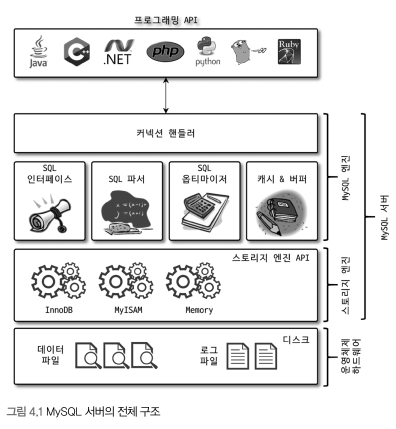 프로그래밍 API
Java
C
.NET
php
python
GO
Ruby
커넥션 핸들러
SQL
인터페이스
SQL 파서
SQL
옵티마이저
캐시 & 버퍼
MySQL 엔진
MySQL 서버
스토리지 엔진 API
InnoDB
MyISAM
Memory
스토리지 엔진
디스크
데이터
파일
로그
파일
운영체제
하드웨어
그림 4.1 MySQL 서버의 전체 구조